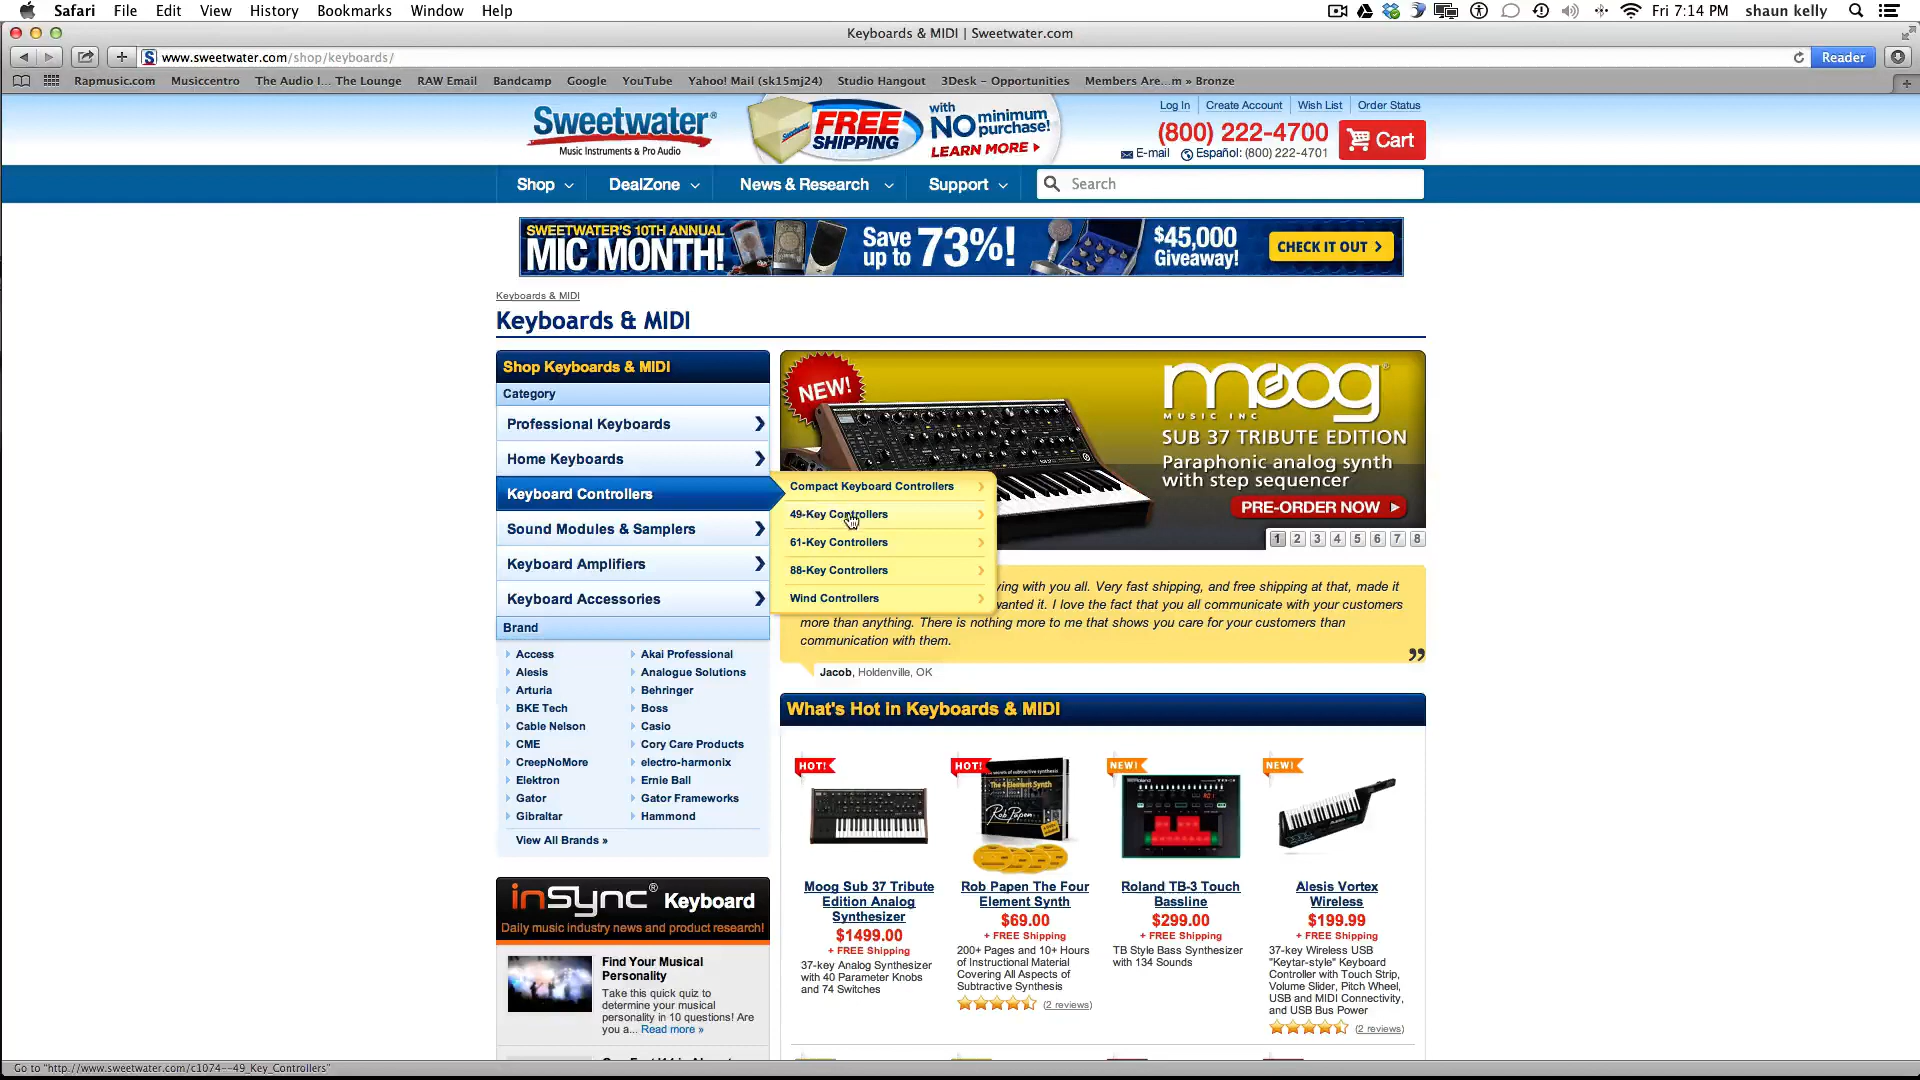 Safari File Edit View History Bookmarks Window Help
Fri 7:14 PM shaun kelly
Keyboards & MIDI | Sweetwater.com
www.sweetwater.com/shop/keyboards/
Reader
Rapmusic.com Musiccentro The Audio I... The Lounge RAW Email Bandcamp Google YouTube Yahoo! Mail (sk15mj24) Studio Hangout 3Desk - Opportunities Members Are...m » Bronze
Sweetwater®
Music Instruments & Pro Audio
FREE
SHIPPING
with
NO minimum
purchase!
LEARN MORE
Log In Create Account Wish List Order Status
(800) 222-4700
E-mail Español: (800) 222-4701
Cart
Shop DealZone News & Research Support Search
SWEETWATER'S 10TH ANNUAL
MIC MONTH!
Save
up to 73%!
$45,000
Giveaway!
CHECK IT OUT >
Keyboards & MIDI
Keyboards & MIDI
Shop Keyboards & MIDI
Category
Professional Keyboards
Home Keyboards
Keyboard Controllers
Sound Modules & Samplers
Keyboard Amplifiers
Keyboard Accessories
Compact Keyboard Controllers
49-Key Controllers
61-Key Controllers
88-Key Controllers
Wind Controllers
NEW!
moog®
MUSIC INC
SUB 37 TRIBUTE EDITION
Paraphonic analog synth
with step sequencer
PRE-ORDER NOW
1 2 3 4 5 6 7 8
ying with you all. Very fast shipping, and free shipping at that, made it
wanted it. I love the fact that you all communicate with your customers
more than anything. There is nothing more to me that shows you care for your customers than
communication with them.
”
Jacob, Holdenville, OK
Brand
Access Akai Professional
Alesis Analogue Solutions
Arturia Behringer
BKE Tech Boss
Cable Nelson Casio
CME Cory Care Products
CreepNoMore electro-harmonix
Elektron Ernie Ball
Gator Gator Frameworks
Gibraltar Hammond
View All Brands »
inSync® Keyboard
Daily music industry news and product research!
Find Your Musical
Personality
Take this quick quiz to
determine your musical
personality in 10 questions! Are
you a... Read more »
What's Hot in Keyboards & MIDI
HOT!
Moog Sub 37 Tribute
Edition Analog
Synthesizer
$1499.00
+ FREE Shipping
37-key Analog Synthesizer
with 40 Parameter Knobs
and 74 Switches
HOT!
The 4 Element Synth
Rob Papen
Rob Papen The Four
Element Synth
$69.00
+ FREE Shipping
200+ Pages and 10+ Hours
of Instructional Material
Covering All Aspects of
Subtractive Synthesis
(2 reviews)
NEW!
Roland TB-3 Touch
Bassline
$299.00
+ FREE Shipping
TB Style Bass Synthesizer
with 134 Sounds
NEW!
Alesis Vortex
Wireless
$199.99
+ FREE Shipping
37-key Wireless USB
"Keytar-style" Keyboard
Controller with Touch Strip,
Volume Slider, Pitch Wheel,
USB and MIDI Connectivity,
and USB Bus Power
(2 reviews)
Go to "http://www.sweetwater.com/c1074--49_Key_Controllers"